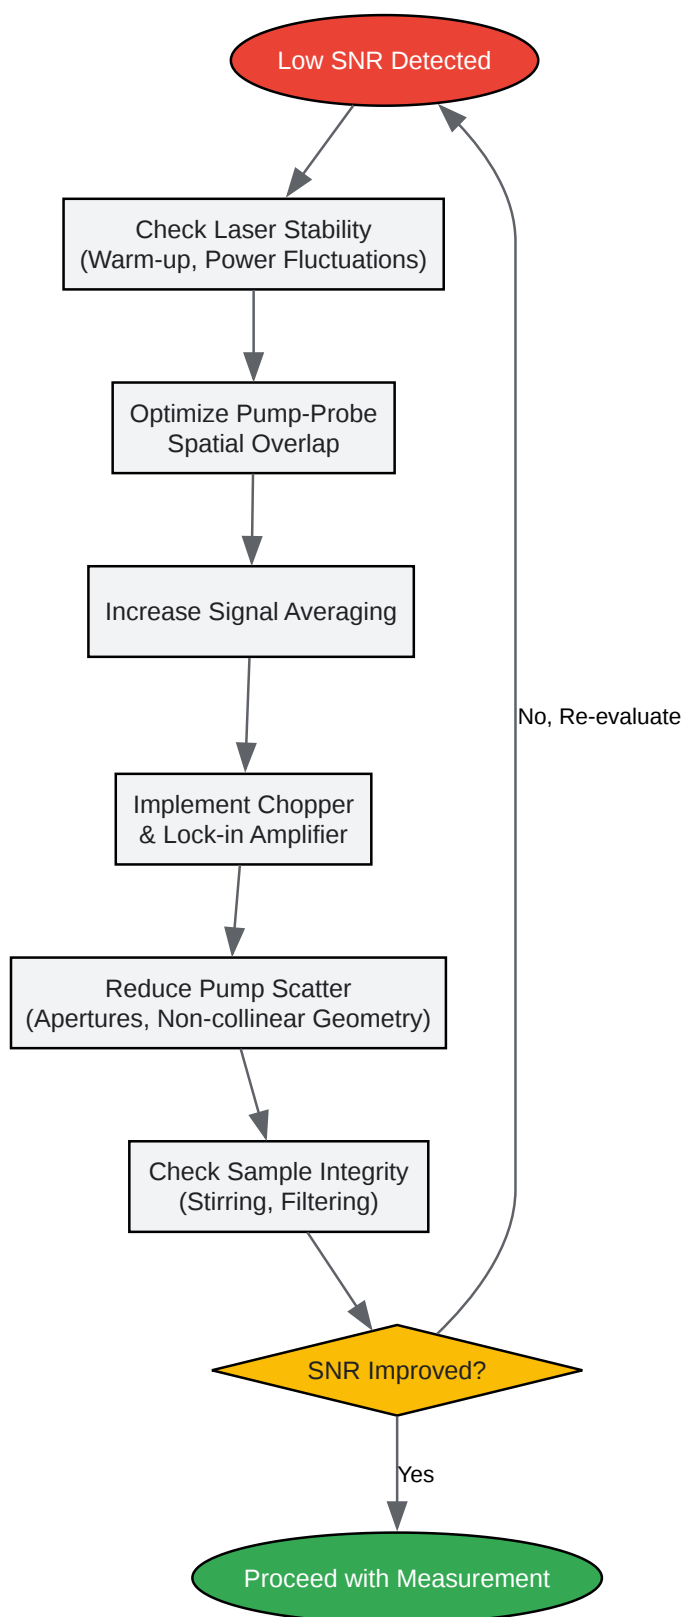 Low SNR Detected
Check Laser Stability
(Warm-up, Power Fluctuations)
Optimize Pump-Probe
Spatial Overlap
Increase Signal Averaging
No, Re-evaluate
Implement Chopper
& Lock-in Amplifier
Reduce Pump Scatter
(Apertures, Non-collinear Geometry)
Check Sample Integrity
(Stirring, Filtering)
SNR Improved?
Yes
Proceed with Measurement